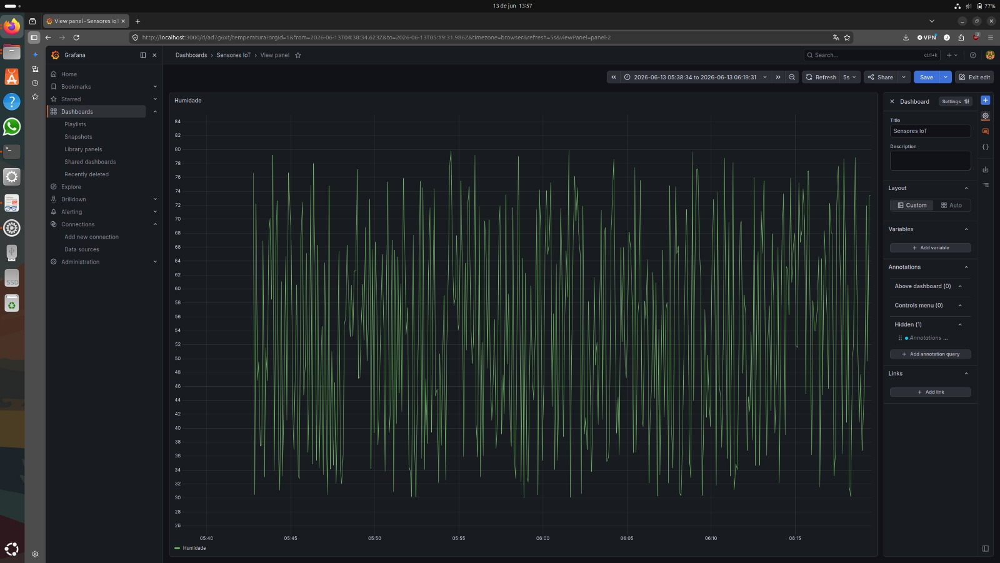 13 de jun 13:57
77%
View panel - Sensores IoT
http://localhost:3000/d/ad7g6xt/temperatura?orgId=1&from=2026-06-13T04:38:34.623Z&to=2026-06-13T05:19:31.986Z&timezone=browser&refresh=5s&viewPanel=panel-2
VPN
Grafana
Dashboards › Sensores IoT › View panel
Search... ctrl+k
Home
Bookmarks
Starred
Dashboards
Playlists
Snapshots
Library panels
Shared dashboards
Recently deleted
Explore
Drilldown
Alerting
Connections
Add new connection
Data sources
Administration
2026-06-13 05:38:34 to 2026-06-13 06:19:31
Refresh 5s
Share
Save
Exit edit
Humidade
84
82
80
78
76
74
72
70
68
66
64
62
60
58
56
54
52
50
48
46
44
42
40
38
36
34
32
30
28
26
05:40 05:45 05:50 05:55 06:00 06:05 06:10 06:15
Humidade
Dashboard Settings
Title
Sensores IoT
Description
Layout
Custom Auto
Variables
+ Add variable
Annotations
Above dashboard (0)
Controls menu (0)
Hidden (1)
Annotations ...
+ Add annotation query
Links
+ Add link
SSD